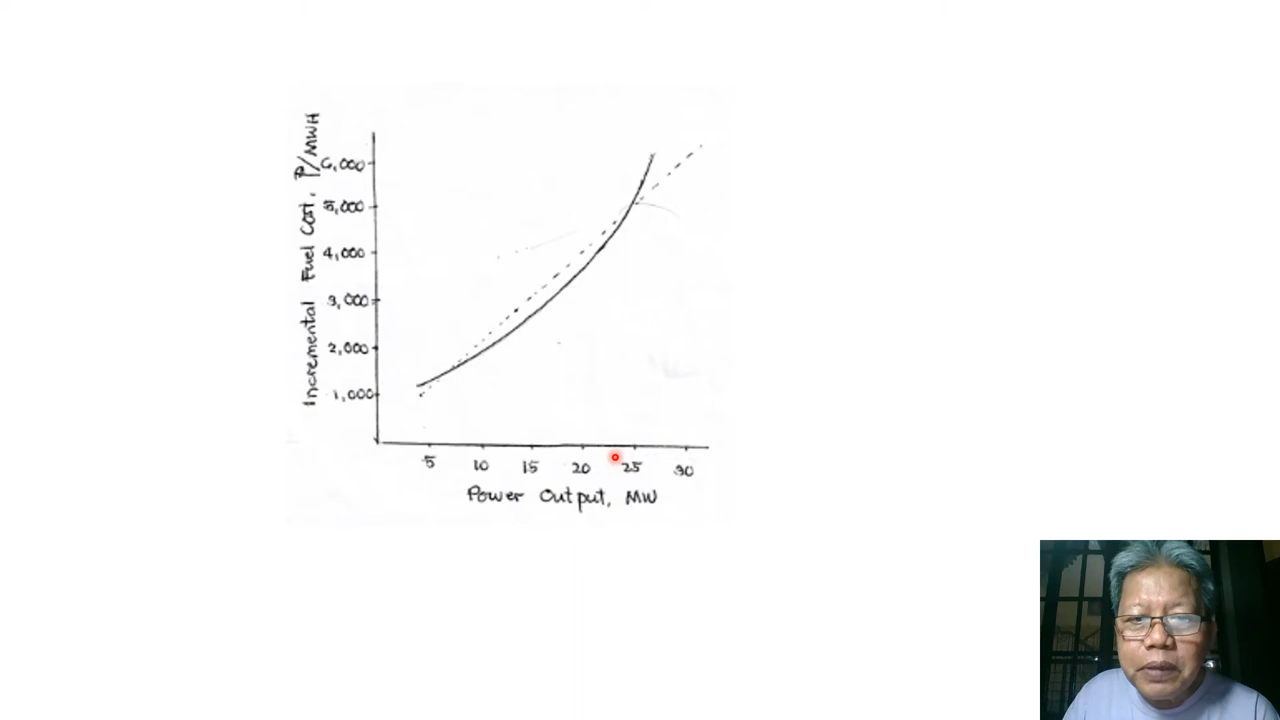 Incremental Fuel Cost, ₱/MWH
6,000
5,000
4,000
3,000
2,000
1,000
5 10 15 20 25 30
Power Output, MW